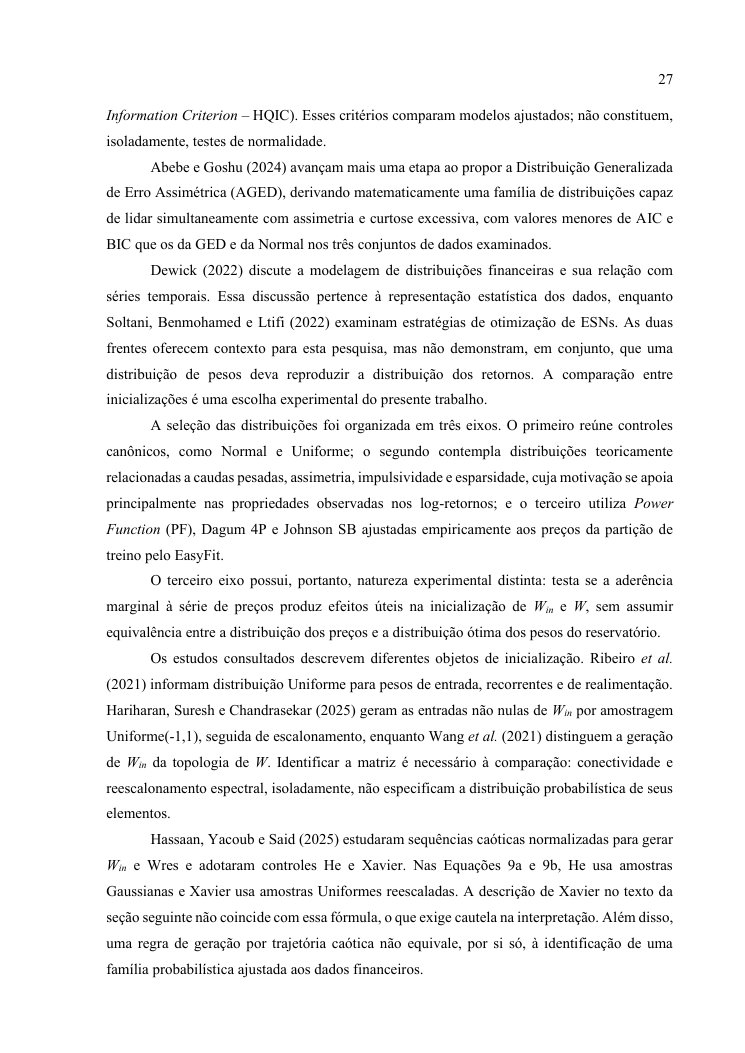 27
Information Criterion – HQIC). Esses critérios comparam modelos ajustados; não constituem,
isoladamente, testes de normalidade.
Abebe e Goshu (2024) avançam mais uma etapa ao propor a Distribuição Generalizada
de Erro Assimétrica (AGED), derivando matematicamente uma família de distribuições capaz
de lidar simultaneamente com assimetria e curtose excessiva, com valores menores de AIC e
BIC que os da GED e da Normal nos três conjuntos de dados examinados.
Dewick (2022) discute a modelagem de distribuições financeiras e sua relação com
séries temporais. Essa discussão pertence à representação estatística dos dados, enquanto
Soltani, Benmohamed e Ltifi (2022) examinam estratégias de otimização de ESNs. As duas
frentes oferecem contexto para esta pesquisa, mas não demonstram, em conjunto, que uma
distribuição de pesos deva reproduzir a distribuição dos retornos. A comparação entre
inicializações é uma escolha experimental do presente trabalho.
A seleção das distribuições foi organizada em três eixos. O primeiro reúne controles
canônicos, como Normal e Uniforme; o segundo contempla distribuições teoricamente
relacionadas a caudas pesadas, assimetria, impulsividade e esparsidade, cuja motivação se apoia
principalmente nas propriedades observadas nos log-retornos; e o terceiro utiliza Power
Function (PF), Dagum 4P e Johnson SB ajustadas empiricamente aos preços da partição de
treino pelo EasyFit.
O terceiro eixo possui, portanto, natureza experimental distinta: testa se a aderência
marginal à série de preços produz efeitos úteis na inicialização de Win e W, sem assumir
equivalência entre a distribuição dos preços e a distribuição ótima dos pesos do reservatório.
Os estudos consultados descrevem diferentes objetos de inicialização. Ribeiro et al.
(2021) informam distribuição Uniforme para pesos de entrada, recorrentes e de realimentação.
Hariharan, Suresh e Chandrasekar (2025) geram as entradas não nulas de Win por amostragem
Uniforme(-1,1), seguida de escalonamento, enquanto Wang et al. (2021) distinguem a geração
de Win da topologia de W. Identificar a matriz é necessário à comparação: conectividade e
reescalonamento espectral, isoladamente, não especificam a distribuição probabilística de seus
elementos.
Hassaan, Yacoub e Said (2025) estudaram sequências caóticas normalizadas para gerar
Win e Wres e adotaram controles He e Xavier. Nas Equações 9a e 9b, He usa amostras
Gaussianas e Xavier usa amostras Uniformes reescaladas. A descrição de Xavier no texto da
seção seguinte não coincide com essa fórmula, o que exige cautela na interpretação. Além disso,
uma regra de geração por trajetória caótica não equivale, por si só, à identificação de uma
família probabilística ajustada aos dados financeiros.